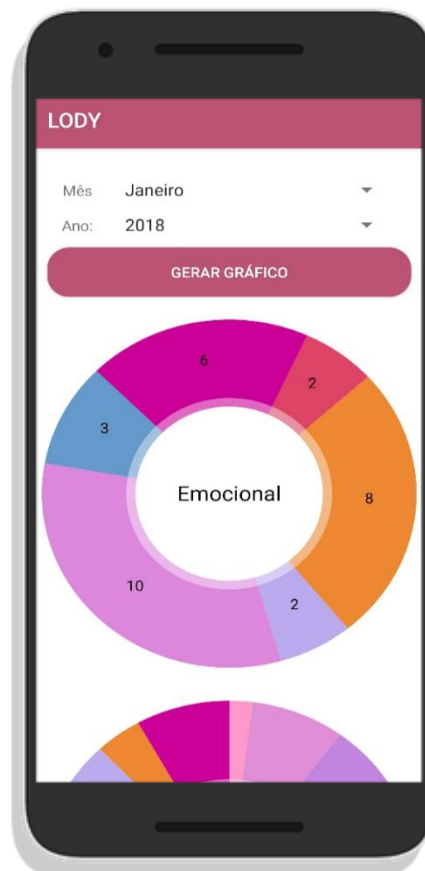 LODY
Mês Janeiro
Ano: 2018
GERAR GRÁFICO
6
2
3
Emocional
8
10
2